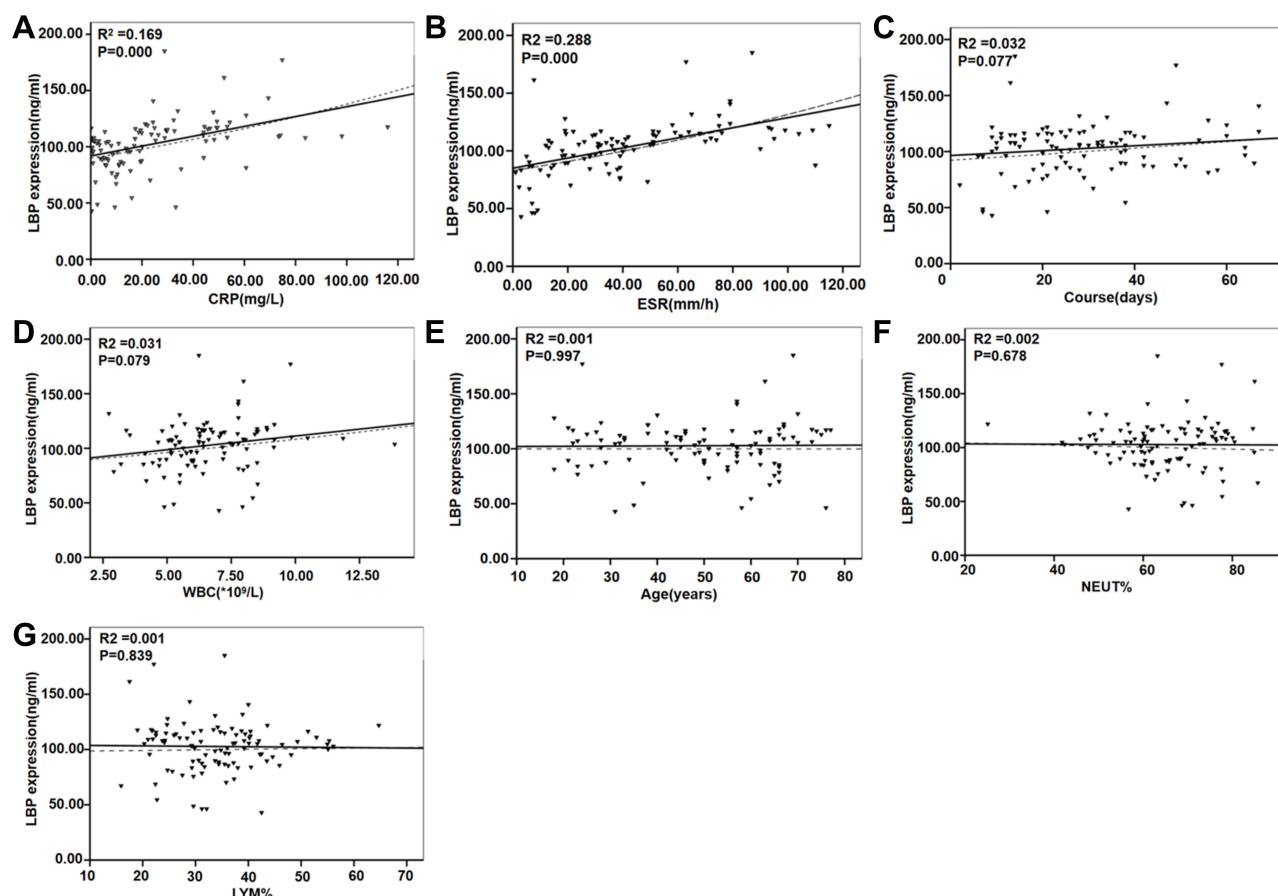 A
R² =0.169
P=0.000
LBP expression(ng/ml)
200.00
150.00
100.00
50.00
0.00
0.00 20.00 40.00 60.00 80.00 100.00 120.00
CRP(mg/L)
B
R2 =0.288
P=0.000
LBP expression(ng/ml)
200.00
150.00
100.00
50.00
0.00
0.00 20.00 40.00 60.00 80.00 100.00 120.00
ESR(mm/h)
C
R2 =0.032
P=0.077
LBP expression(ng/ml)
200.00
150.00
100.00
50.00
0.00
0 20 40 60
Course(days)
D
R2 =0.031
P=0.079
LBP expression(ng/ml)
200.00
150.00
100.00
50.00
0.00
2.50 5.00 7.50 10.00 12.50
WBC(*10⁹/L)
E
R2 =0.001
P=0.997
LBP expression(ng/ml)
200.00
150.00
100.00
50.00
0.00
10 20 30 40 50 60 70 80
Age(years)
F
R2 =0.002
P=0.678
LBP expression(ng/ml)
200.00
150.00
100.00
50.00
0.00
20 40 60 80
NEUT%
G
R2 =0.001
P=0.839
LBP expression(ng/ml)
200.00
150.00
100.00
50.00
0.00
10 20 30 40 50 60 70
LYM%